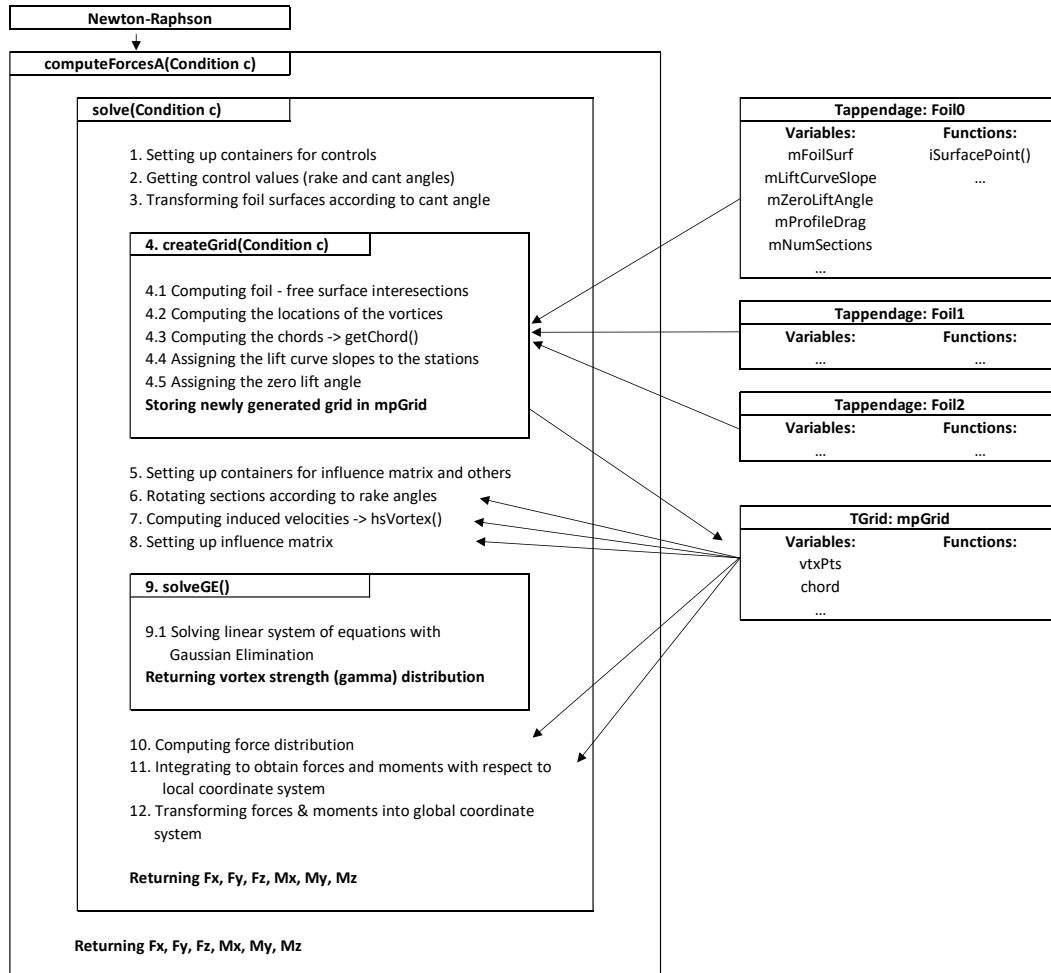 Newton-Raphson
computeForcesA(Condition c)
solve(Condition c)
1. Setting up containers for controls
2. Getting control values (rake and cant angles)
3. Transforming foil surfaces according to cant angle
4. createGrid(Condition c)
4.1 Computing foil - free surface interesections
4.2 Computing the locations of the vortices
4.3 Computing the chords -> getChord()
4.4 Assigning the lift curve slopes to the stations
4.5 Assigning the zero lift angle
Storing newly generated grid in mpGrid
5. Setting up containers for influence matrix and others
6. Rotating sections according to rake angles
7. Computing induced velocities -> hsVortex()
8. Setting up influence matrix
9. solveGE()
9.1 Solving linear system of equations with
Gaussian Elimination
Returning vortex strength (gamma) distribution
10. Computing force distribution
11. Integrating to obtain forces and moments with respect to
local coordinate system
12. Transforming forces & moments into global coordinate
system
Returning Fx, Fy, Fz, Mx, My, Mz
Returning Fx, Fy, Fz, Mx, My, Mz
Tappendage: Foil0
Variables: Functions:
mFoilSurf iSurfacePoint()
mLiftCurveSlope ...
mZeroLiftAngle
mProfileDrag
mNumSections
...
Tappendage: Foil1
Variables: Functions:
... ...
Tappendage: Foil2
Variables: Functions:
... ...
TGrid: mpGrid
Variables: Functions:
vtxPts
chord
...